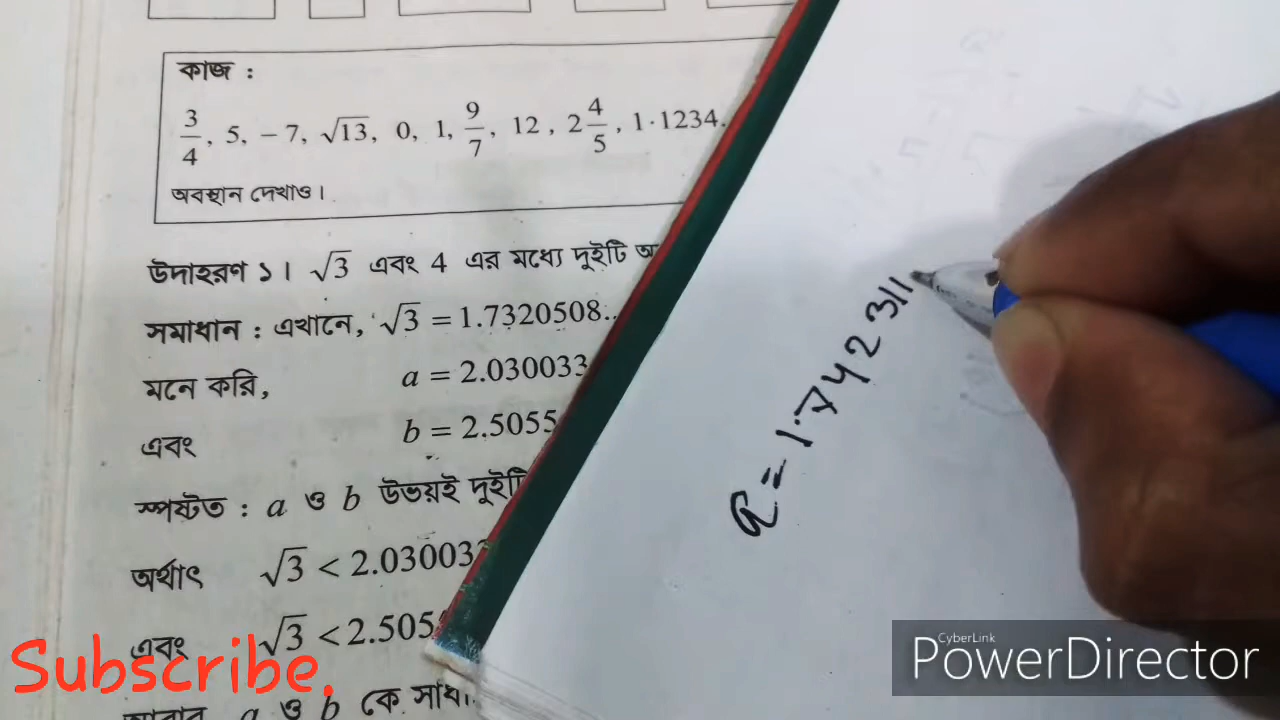 কাজ :
3/4, 5, – 7, √13, 0, 1, 9/7, 12, 2 4/5, 1·1234.
অবস্থান দেখাও।
উদাহরণ ১। √3 এবং 4 এর মধ্যে দুইটি অ
সমাধান : এখানে, √3 = 1.7320508..
মনে করি, a = 2.030033
এবং b = 2.5055
স্পষ্টত : a ও b উভয়ই দুইটি
অর্থাৎ √3 < 2.030033
এবং √3 < 2.505
আবার a ও b কে
a = 1.742311
Subscribe.
CyberLink
PowerDirector